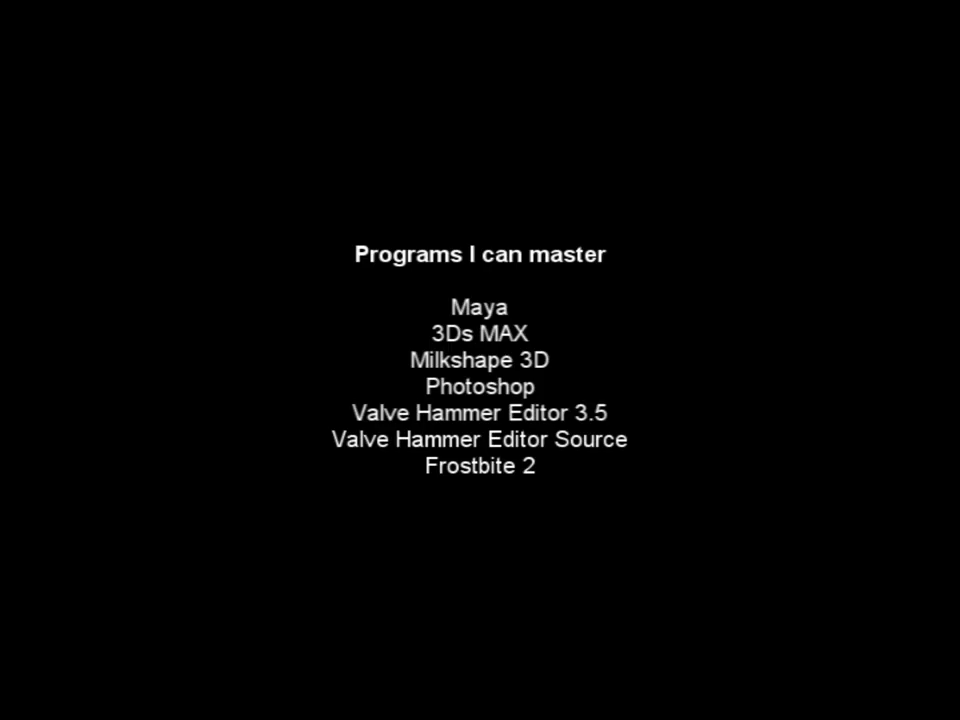 Programs I can master
Maya
3Ds MAX
Milkshape 3D
Photoshop
Valve Hammer Editor 3.5
Valve Hammer Editor Source
Frostbite 2